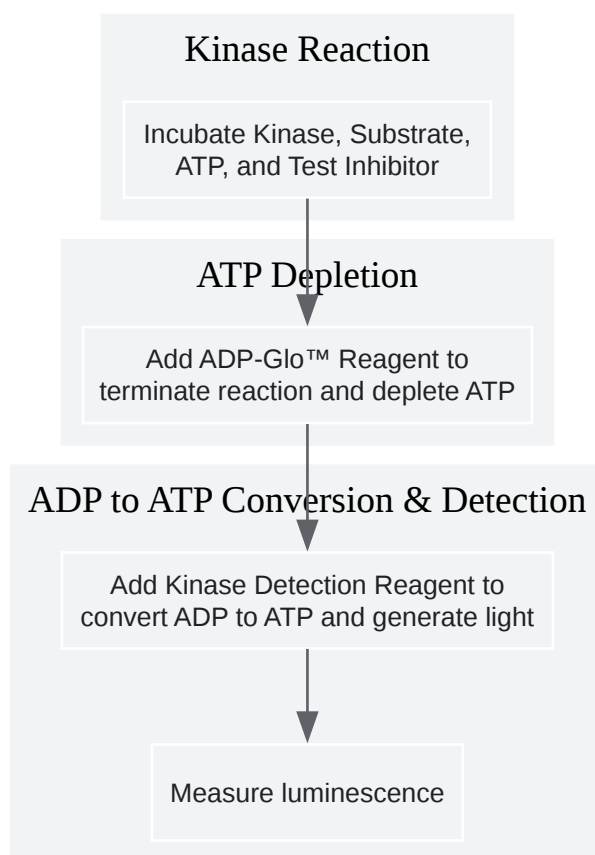 Kinase Reaction
Incubate Kinase, Substrate,
ATP, and Test Inhibitor
ATP Depletion
Add ADP-Glo™ Reagent to
terminate reaction and deplete ATP
ADP to ATP Conversion & Detection
Add Kinase Detection Reagent to
convert ADP to ATP and generate light
Measure luminescence